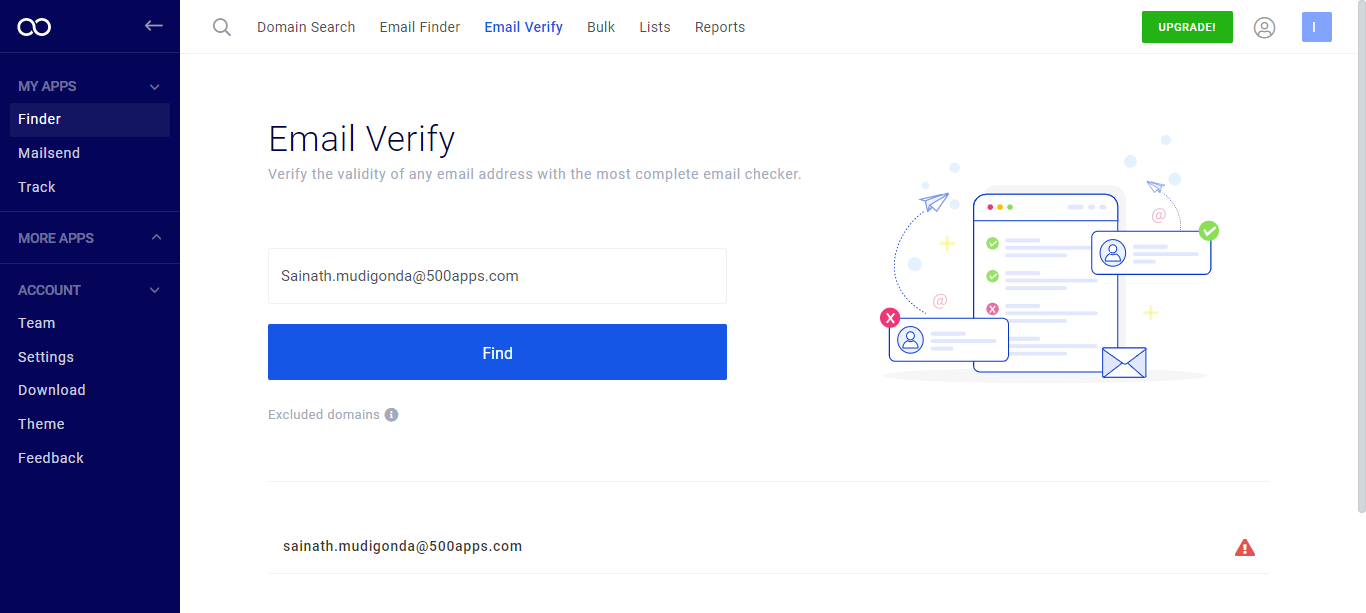 Domain Search Email Finder Email Verify Bulk Lists Reports UPGRADE! I
MY APPS
Finder
Mailsend
Track
MORE APPS
ACCOUNT
Team
Settings
Download
Theme
Feedback
Email Verify
Verify the validity of any email address with the most complete email checker.
Sainath.mudigonda@500apps.com
Find
Excluded domains
@
@
sainath.mudigonda@500apps.com